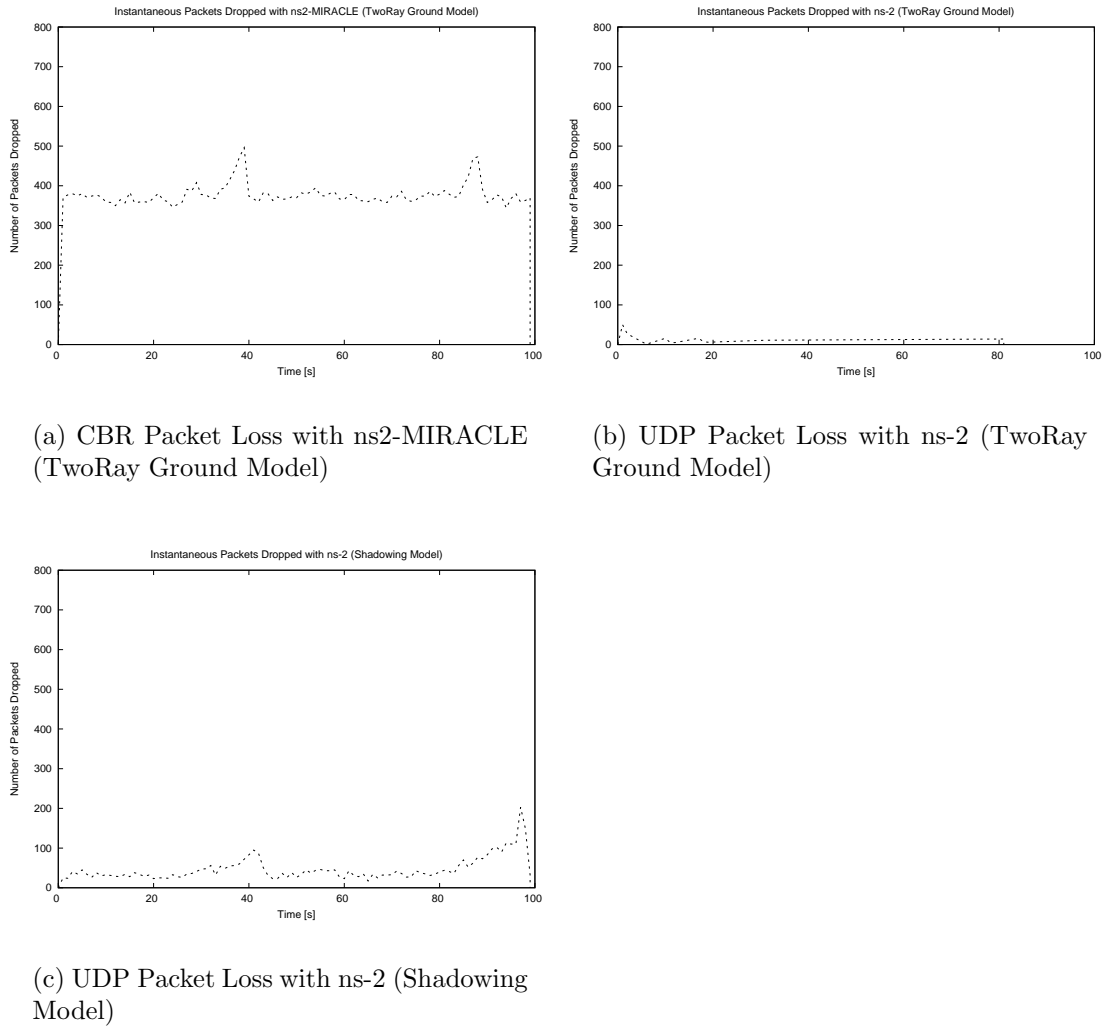 Instantaneous Packets Dropped with ns2-MIRACLE (TwoRay Ground Model)
800
700
600
500
400
300
200
100
0
Number of Packets Dropped
0 20 40 60 80 100
Time [s]
(a) CBR Packet Loss with ns2-MIRACLE
(TwoRay Ground Model)
Instantaneous Packets Dropped with ns-2 (TwoRay Ground Model)
800
700
600
500
400
300
200
100
0
Number of Packets Dropped
0 20 40 60 80 100
Time [s]
(b) UDP Packet Loss with ns-2 (TwoRay
Ground Model)
Instantaneous Packets Dropped with ns-2 (Shadowing Model)
800
700
600
500
400
300
200
100
0
Number of Packets Dropped
0 20 40 60 80 100
Time [s]
(c) UDP Packet Loss with ns-2 (Shadowing
Model)